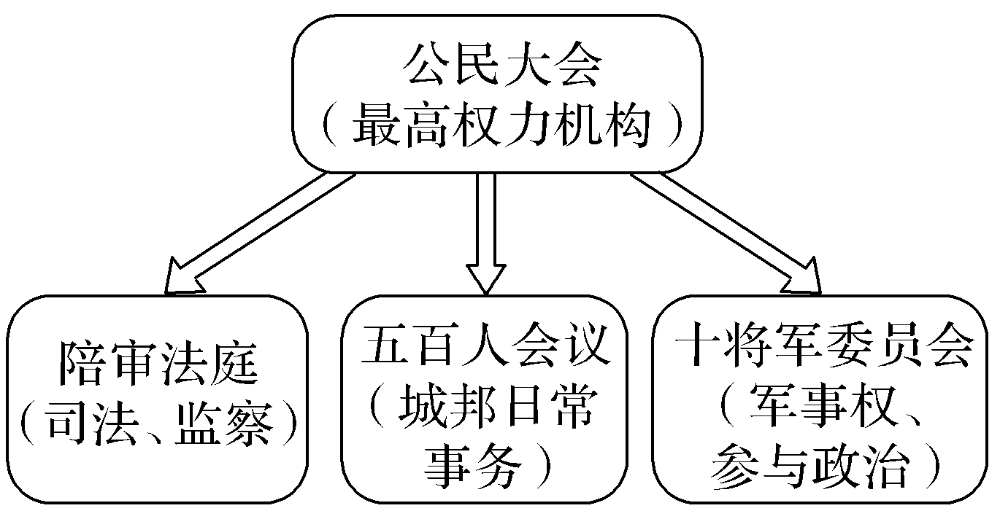 公民大会
（最高权力机构）
陪审法庭
（司法、监察）
五百人会议
（城邦日常
事务）
十将军委员会
（军事权、
参与政治）